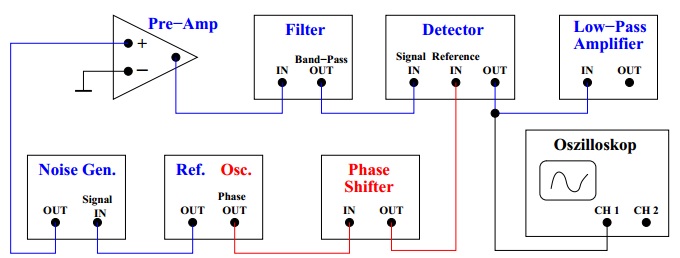 Pre-Amp
+
−
Filter
Band-Pass
IN OUT
Detector
Signal Reference
IN IN OUT
Low-Pass
Amplifier
IN OUT
Noise Gen.
Signal
OUT IN
Ref. Osc.
Phase
OUT OUT
Phase
Shifter
IN OUT
Oszilloskop
CH 1 CH 2